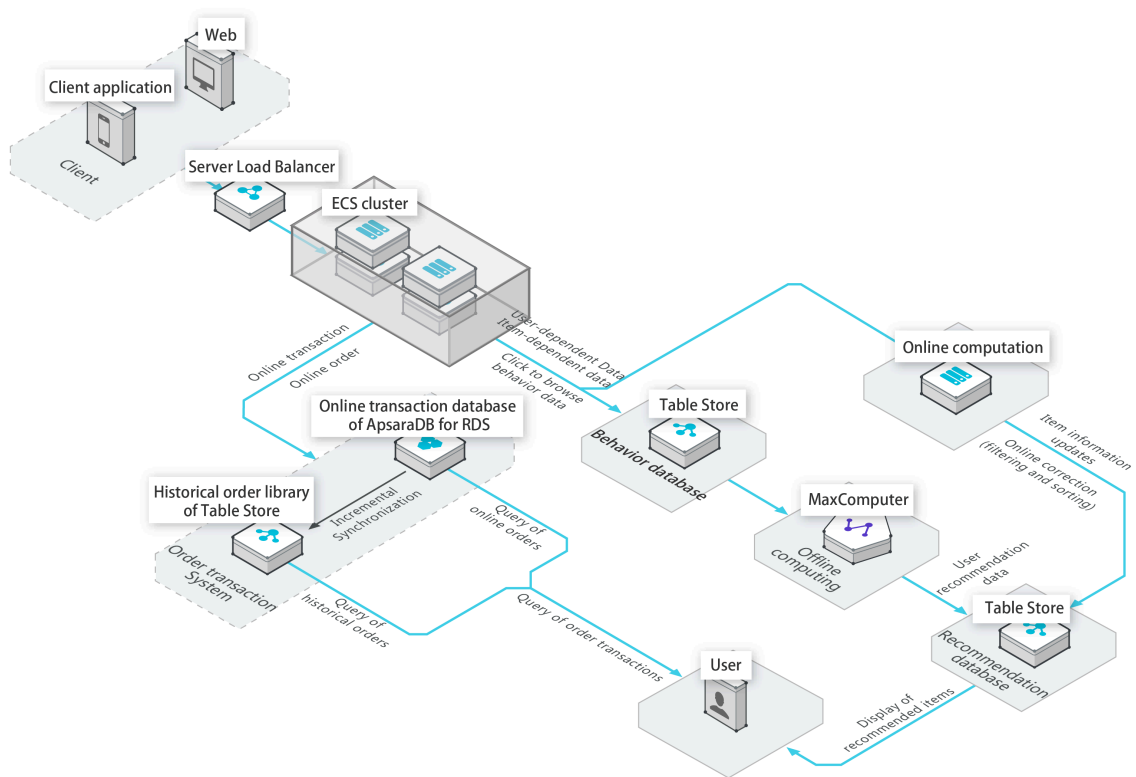 Web
Client application
Client
Server Load Balancer
ECS cluster
Online transaction
Online order
User-dependent Data
Item-dependent data
Click to browse
behavior data
Online computation
Item information
updates
Online correction
(filtering and sorting)
Table Store
Behavior database
Online transaction database
of ApsaraDB for RDS
Historical order library
of Table Store
Incremental
Synchronization
Order transaction
System
Query of
online orders
Query of
historical orders
Query of order transactions
MaxComputer
Offline
computing
User
recommendation
data
Table Store
Recommendation
database
User
Display of
recommended items